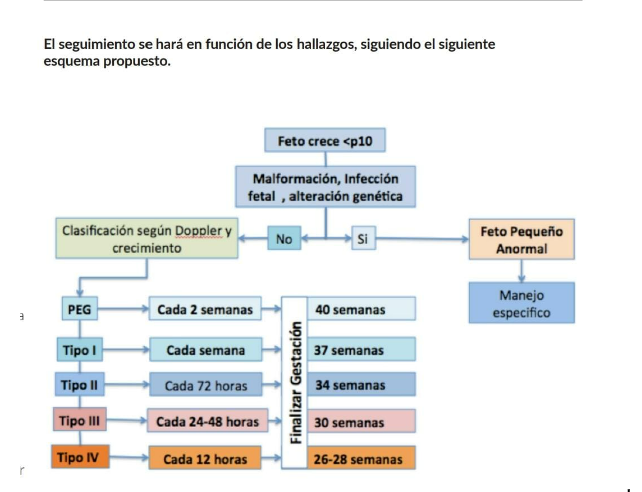 El seguimiento se hará en función de los hallazgos, siguiendo el siguiente
esquema propuesto.
Feto crece <p10
Malformación, Infección
fetal , alteración genética
Clasificación según Doppler y
crecimiento
No
Si
Feto Pequeño
Anormal
Manejo
especifico
PEG
Cada 2 semanas
40 semanas
Tipo I
Cada semana
37 semanas
Tipo II
Cada 72 horas
34 semanas
Tipo III
Cada 24-48 horas
30 semanas
Tipo IV
Cada 12 horas
26-28 semanas
Finalizar Gestación
a
r